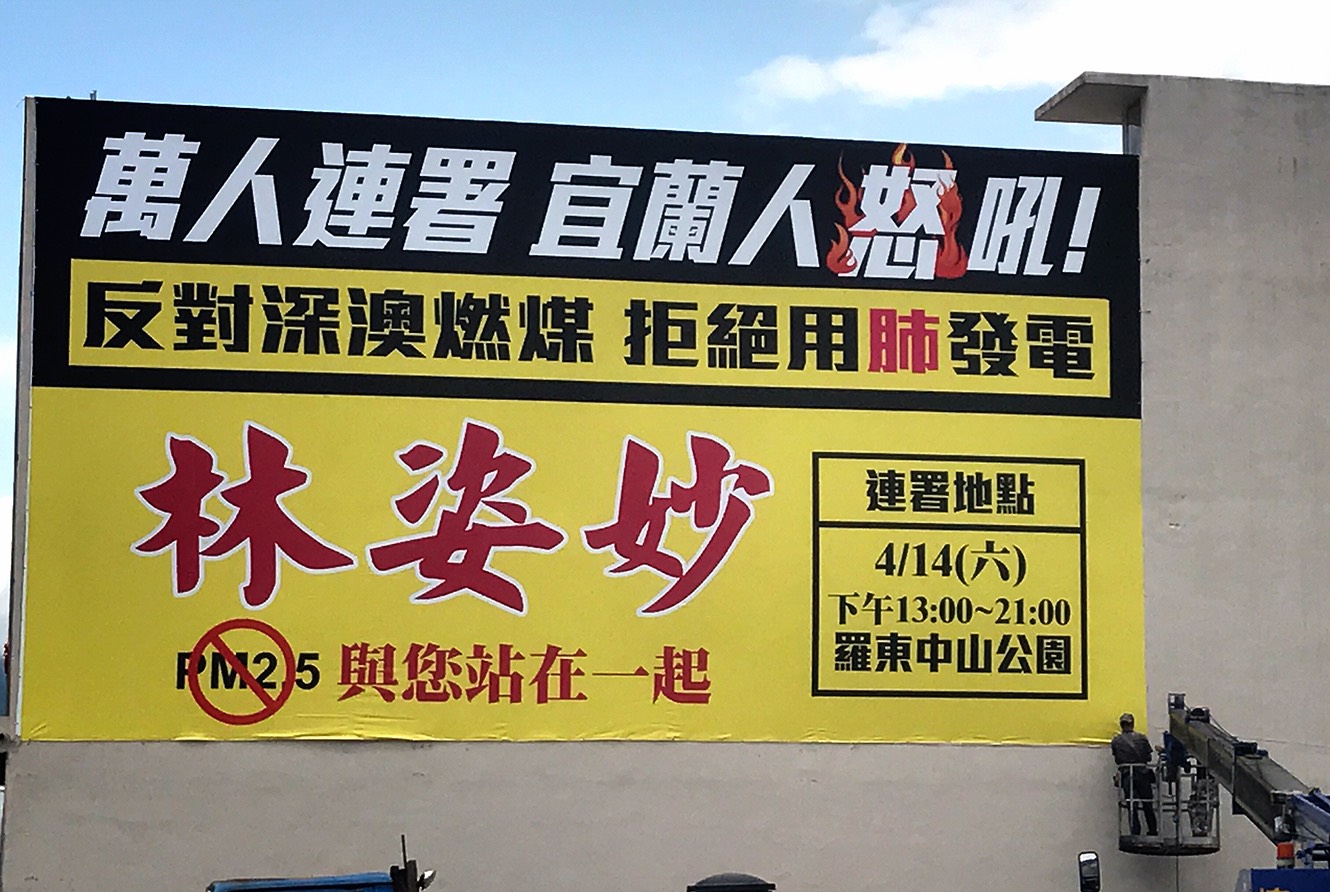 萬人連署 宜蘭人怒吼!
反對深澳燃煤 拒絕用肺發電
林姿妙
PM2.5 與您站在一起
連署地點
4/14(六)
下午13:00~21:00
羅東中山公園